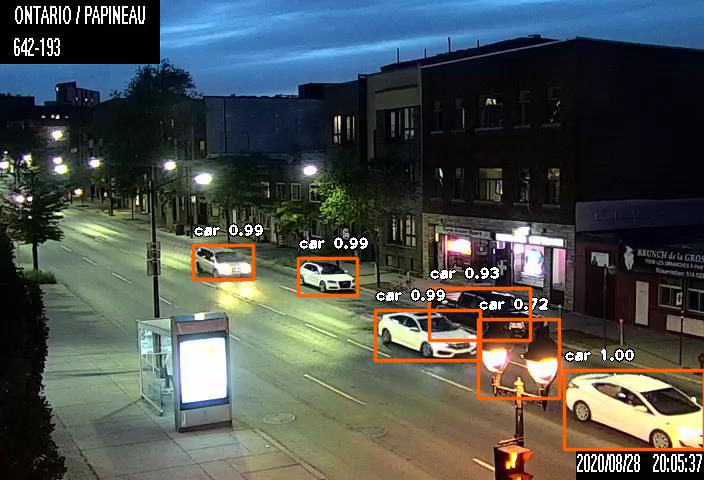 ONTARIO / PAPINEAU
642-193
car 0.99
car 0.99
car 0.93
car 0.99
car 0.72
car 1.00
BRUNCH de la
2020/08/28 20:05:37